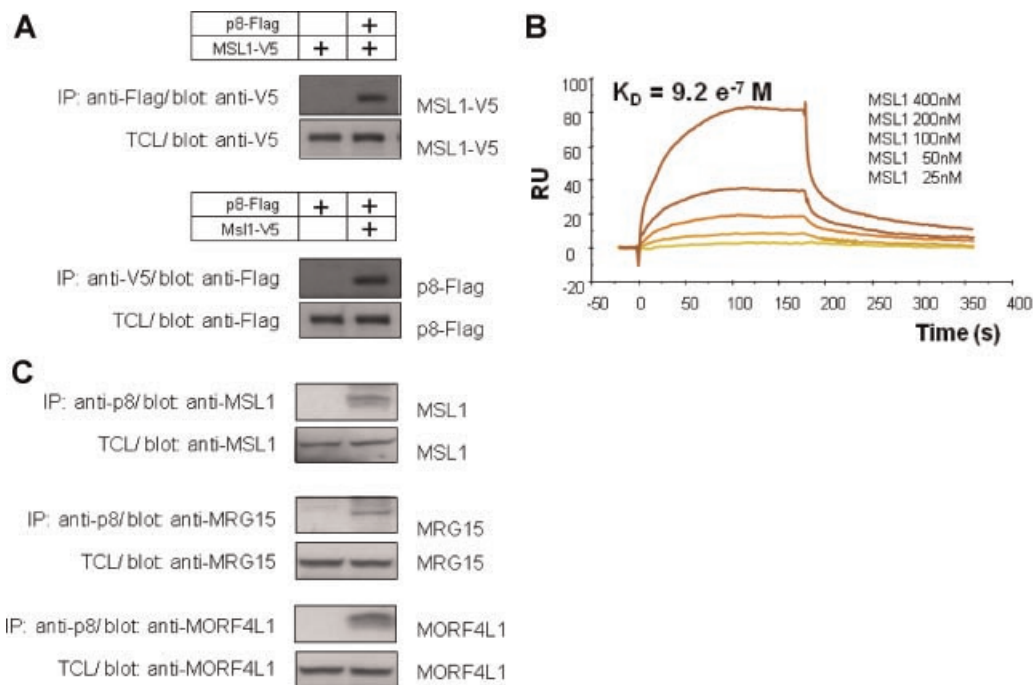 A
p8-Flag +
MSL1-V5 + +
IP: anti-Flag/blot: anti-V5
MSL1-V5
TCL/ blot: anti-V5
MSL1-V5
p8-Flag + +
Msl1-V5 +
IP: anti-V5/blot: anti-Flag
p8-Flag
TCL/ blot: anti-Flag
p8-Flag
B
K_D = 9.2 e^-7 M
MSL1 400nM
MSL1 200nM
MSL1 100nM
MSL1 50nM
MSL1 25nM
RU
100
80
60
40
20
0
-20
-50 0 50 100 150 200 250 300 350 400
Time (s)
C
IP: anti-p8/blot: anti-MSL1
MSL1
TCL/ blot: anti-MSL1
MSL1
IP: anti-p8/blot: anti-MRG15
MRG15
TCL/ blot: anti-MRG15
MRG15
IP: anti-p8/blot: anti-MORF4L1
MORF4L1
TCL/ blot: anti-MORF4L1
MORF4L1